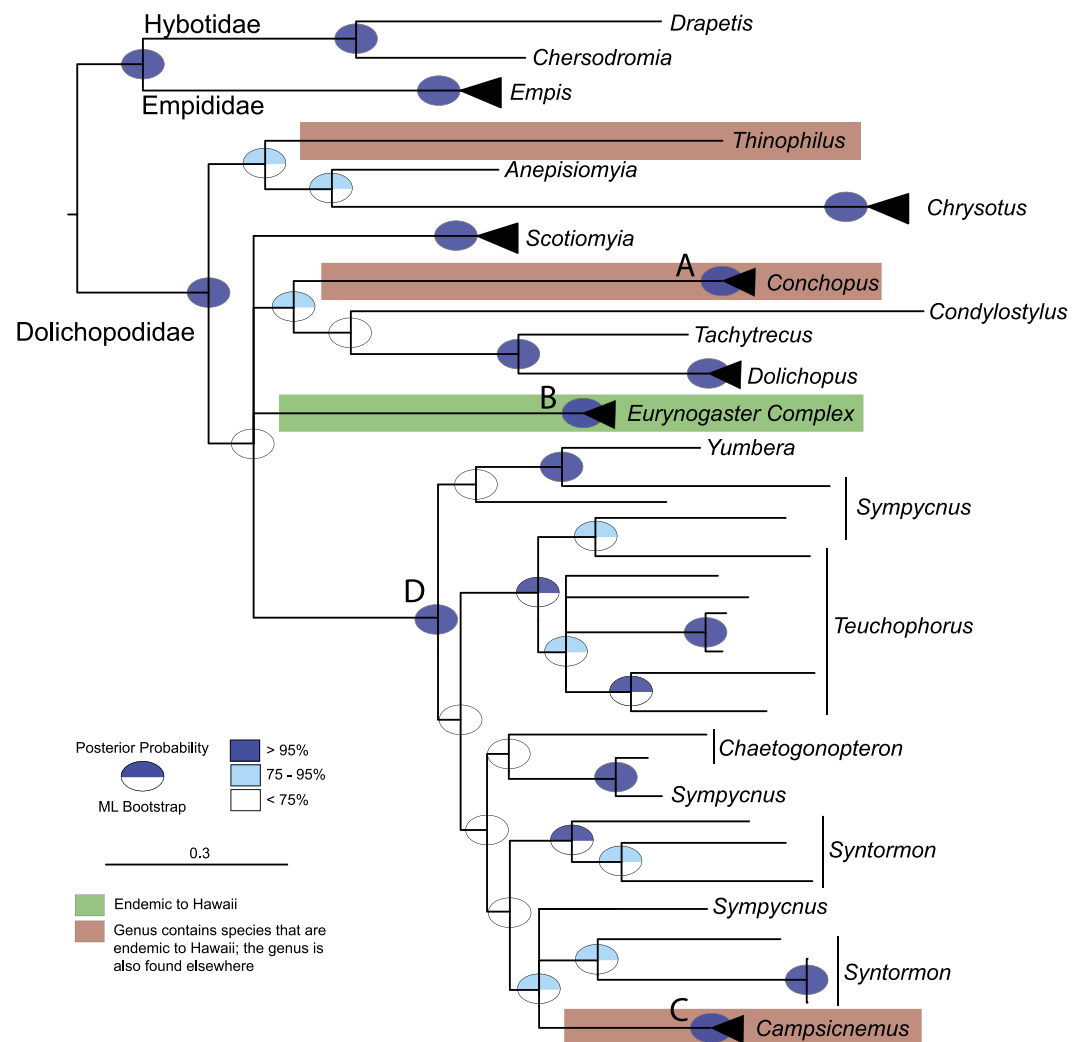 Hybotidae
Drapetis
Chersodromia
Empididae
Empis
Thinophilus
Anepisiomyia
Chrysotus
Scotiomyia
A
Conchopus
Condylostylus
Dolichopodidae
Tachytrecus
Dolichopus
B
Eurynogaster Complex
Yumbera
Sympycnus
D
Teuchophorus
Chaetogonopteron
Sympycnus
Syntormon
Sympycnus
Syntormon
C
Campsicnemus
Posterior Probability
ML Bootstrap
> 95%
75 - 95%
< 75%
0.3
Endemic to Hawaii
Genus contains species that are
endemic to Hawaii; the genus is
also found elsewhere